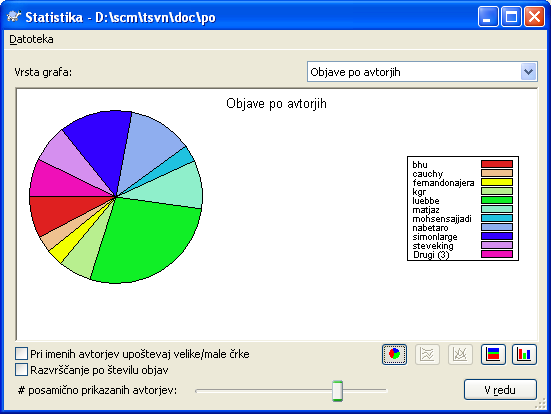 Statistika - D:\scm\tsvn\doc\po
Datoteka
Vrsta grafa:
Objave po avtorjih
Objave po avtorjih
bhu
cauchy
fernandonajera
kgr
luebbe
matjaz
mohsensajjadi
nabetaro
simonlarge
steveking
Drugi (3)
Pri imenih avtorjev upoštevaj velike/male črke
Razvrščanje po številu objav
# posamično prikazanih avtorjev:
V redu